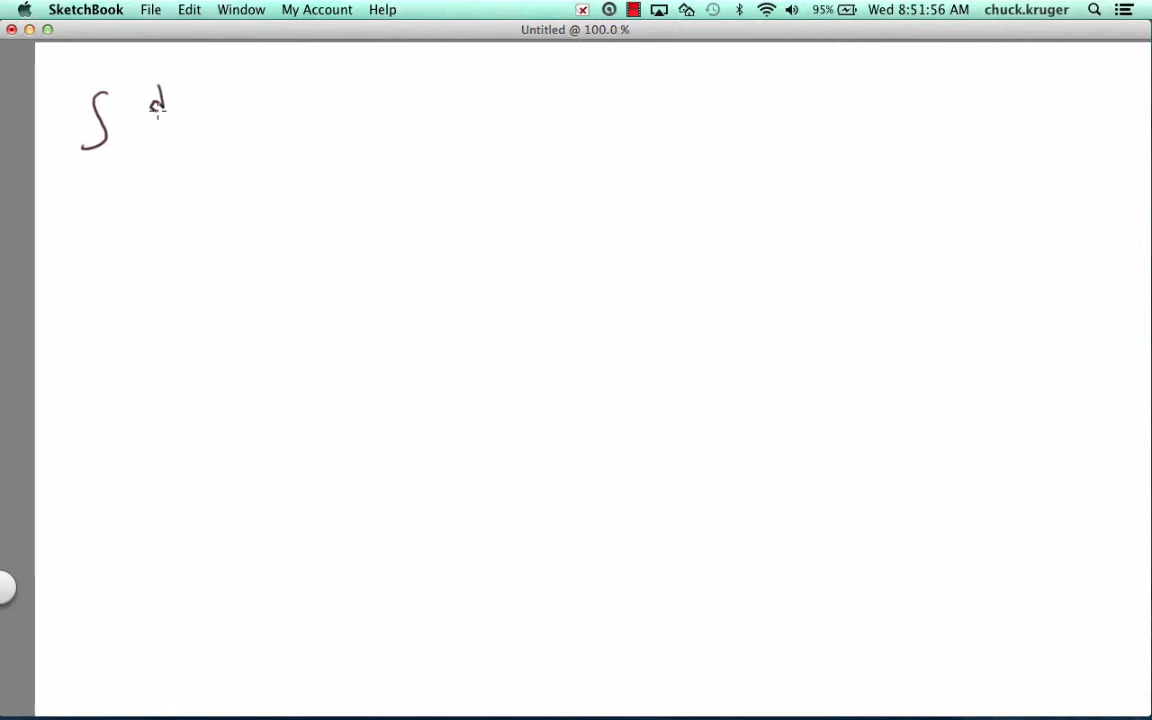 SketchBook File Edit Window My Account Help 95% Wed 8:51:56 AM chuck.kruger
Untitled @ 100.0 %
∫ d